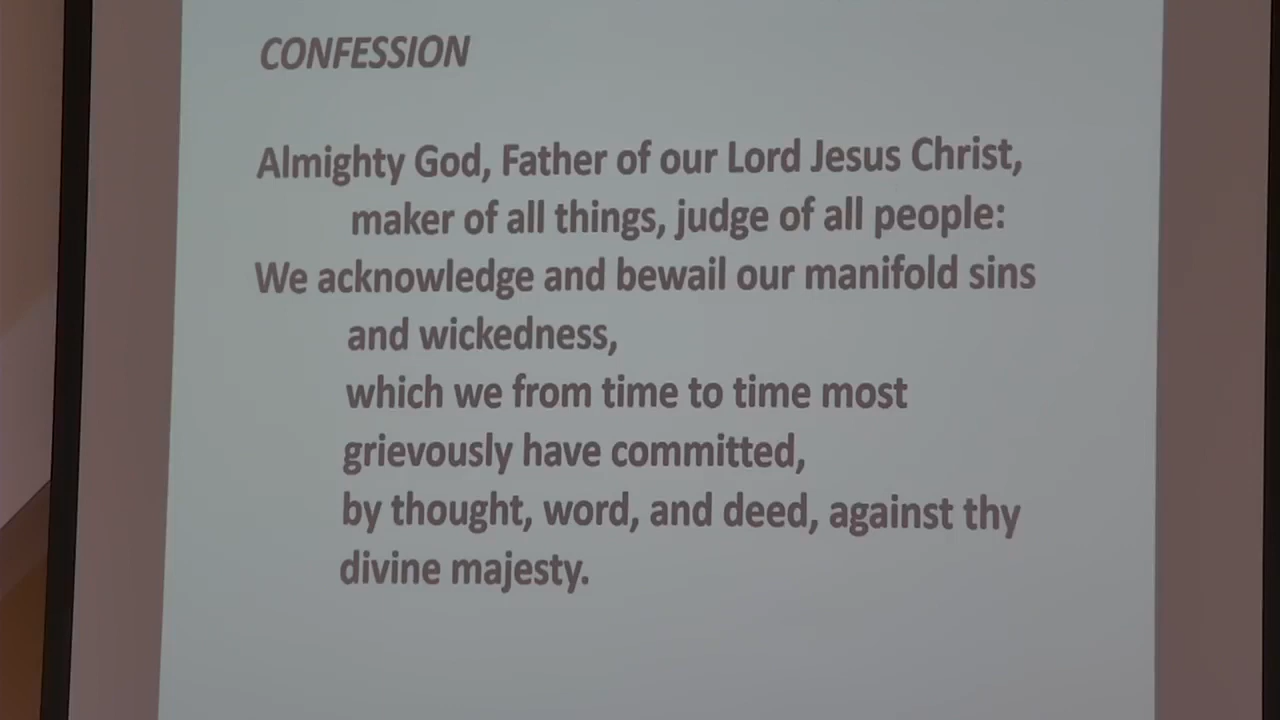 CONFESSION
Almighty God, Father of our Lord Jesus Christ,
maker of all things, judge of all people:
We acknowledge and bewail our manifold sins
and wickedness,
which we from time to time most
grievously have committed,
by thought, word, and deed, against thy
divine majesty.